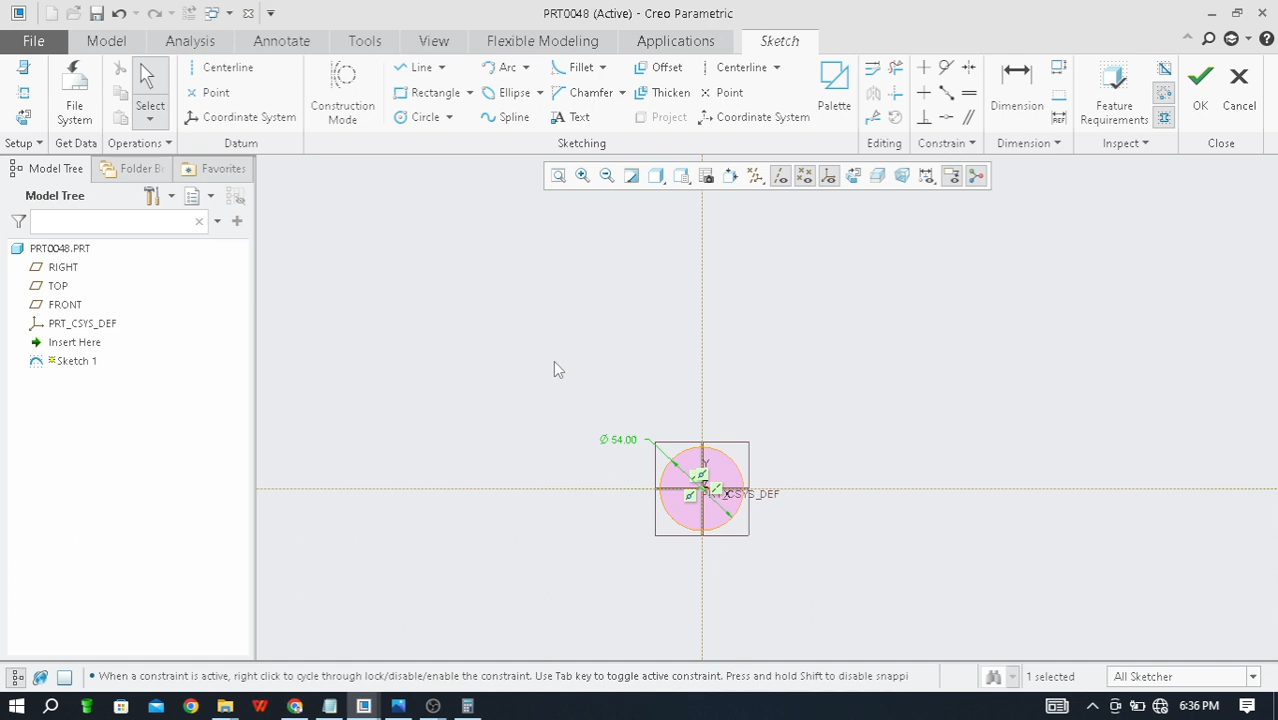 PRT0048 (Active) - Creo Parametric
File Model Analysis Annotate Tools View Flexible Modeling Applications Sketch
File System
Setup
Get Data
Select
Operations
Centerline
Point
Coordinate System
Datum
Construction Mode
Line Arc Fillet Offset Centerline
Rectangle Ellipse Chamfer Thicken Point
Circle Spline Text Project Coordinate System
Palette
Sketching
Editing
Constrain
Dimension
Dimension
Feature Requirements
Inspect
OK Cancel
Close
Model Tree Folder B Favorites
Model Tree
PRT0048.PRT
RIGHT
TOP
FRONT
PRT_CSYS_DEF
Insert Here
Sketch 1
Ø 54.00
Y
PRT_CSYS_DEF
• When a constraint is active, right click to cycle through lock/disable/enable the constraint. Use Tab key to toggle active constraint. Press and hold Shift to disable snappi
1 selected
All Sketcher
6:36 PM